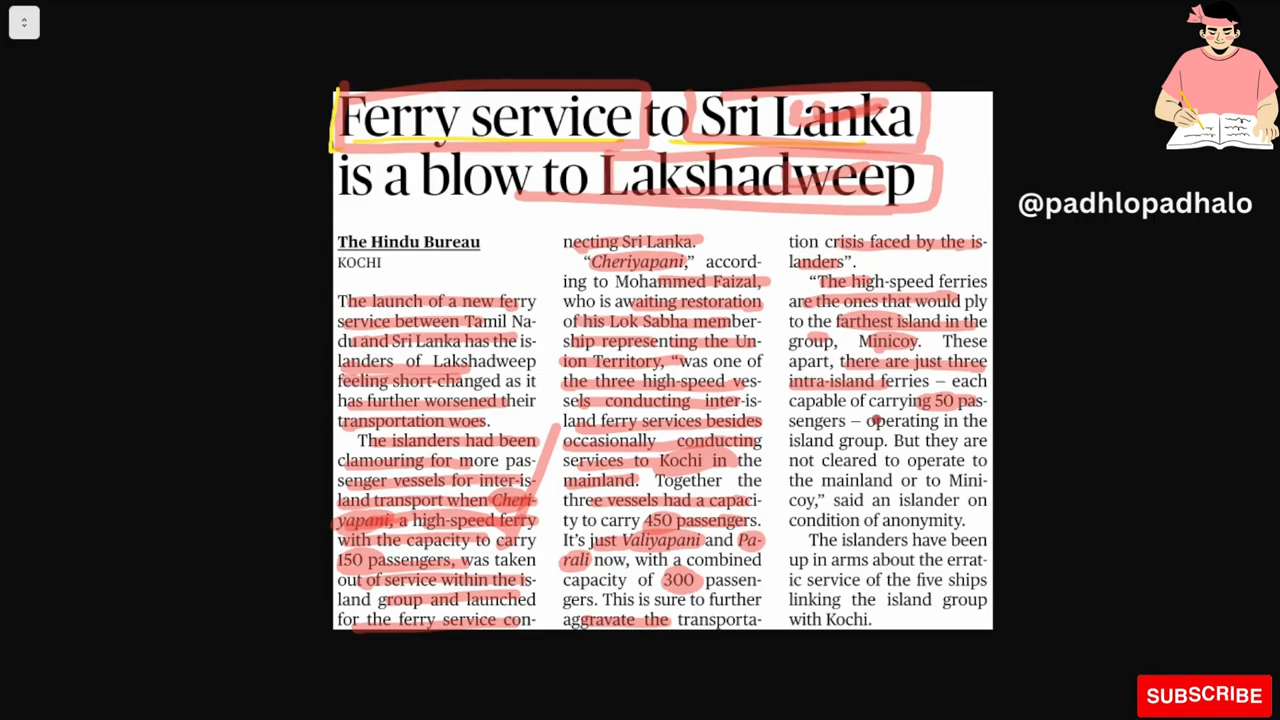 Ferry service to Sri Lanka
is a blow to Lakshadweep
@padhlopadhalo
The Hindu Bureau
KOCHI
The launch of a new ferry
service between Tamil Na-
du and Sri Lanka has the is-
landers of Lakshadweep
feeling short-changed as it
has further worsened their
transportation woes.
The islanders had been
clamouring for more pas-
senger vessels for inter-is-
land transport when Cheri-
yapani, a high-speed ferry
with the capacity to carry
150 passengers, was taken
out of service within the is-
land group and launched
for the ferry service con-
necting Sri Lanka.
“Cheriyapani,” accord-
ing to Mohammed Faizal,
who is awaiting restoration
of his Lok Sabha member-
ship representing the Un-
ion Territory, “was one of
the three high-speed ves-
sels conducting inter-is-
land ferry services besides
occasionally conducting
services to Kochi in the
mainland. Together the
three vessels had a capaci-
ty to carry 450 passengers.
It’s just Valiyapani and Pa-
rali now, with a combined
capacity of 300 passen-
gers. This is sure to further
aggravate the transporta-
tion crisis faced by the is-
landers”.
“The high-speed ferries
are the ones that would ply
to the farthest island in the
group, Minicoy. These
apart, there are just three
intra-island ferries – each
capable of carrying 50 pas-
sengers – operating in the
island group. But they are
not cleared to operate to
the mainland or to Mini-
coy,” said an islander on
condition of anonymity.
The islanders have been
up in arms about the errat-
ic service of the five ships
linking the island group
with Kochi.
SUBSCRIBE